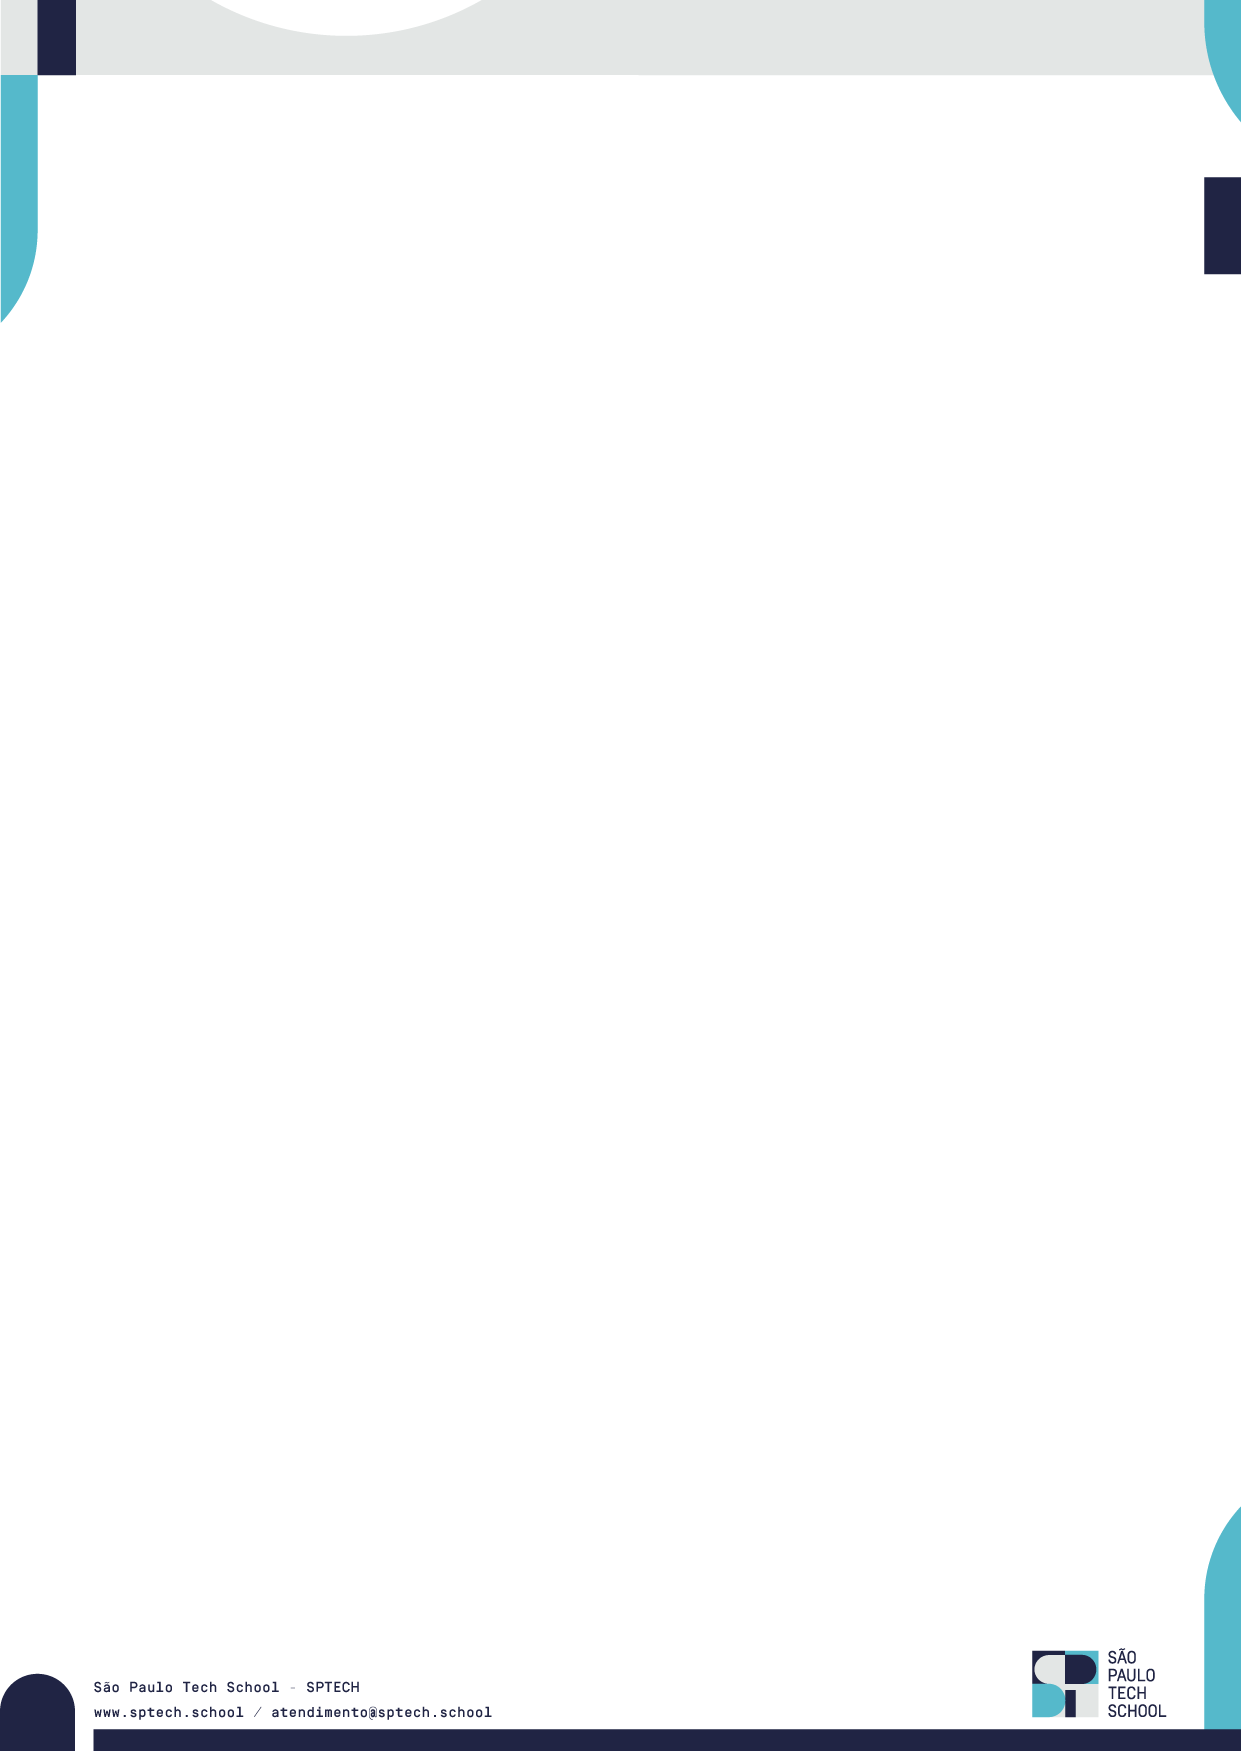 São Paulo Tech School - SPTECH
www.sptech.school / atendimento@sptech.school
SÃO
PAULO
TECH
SCHOOL